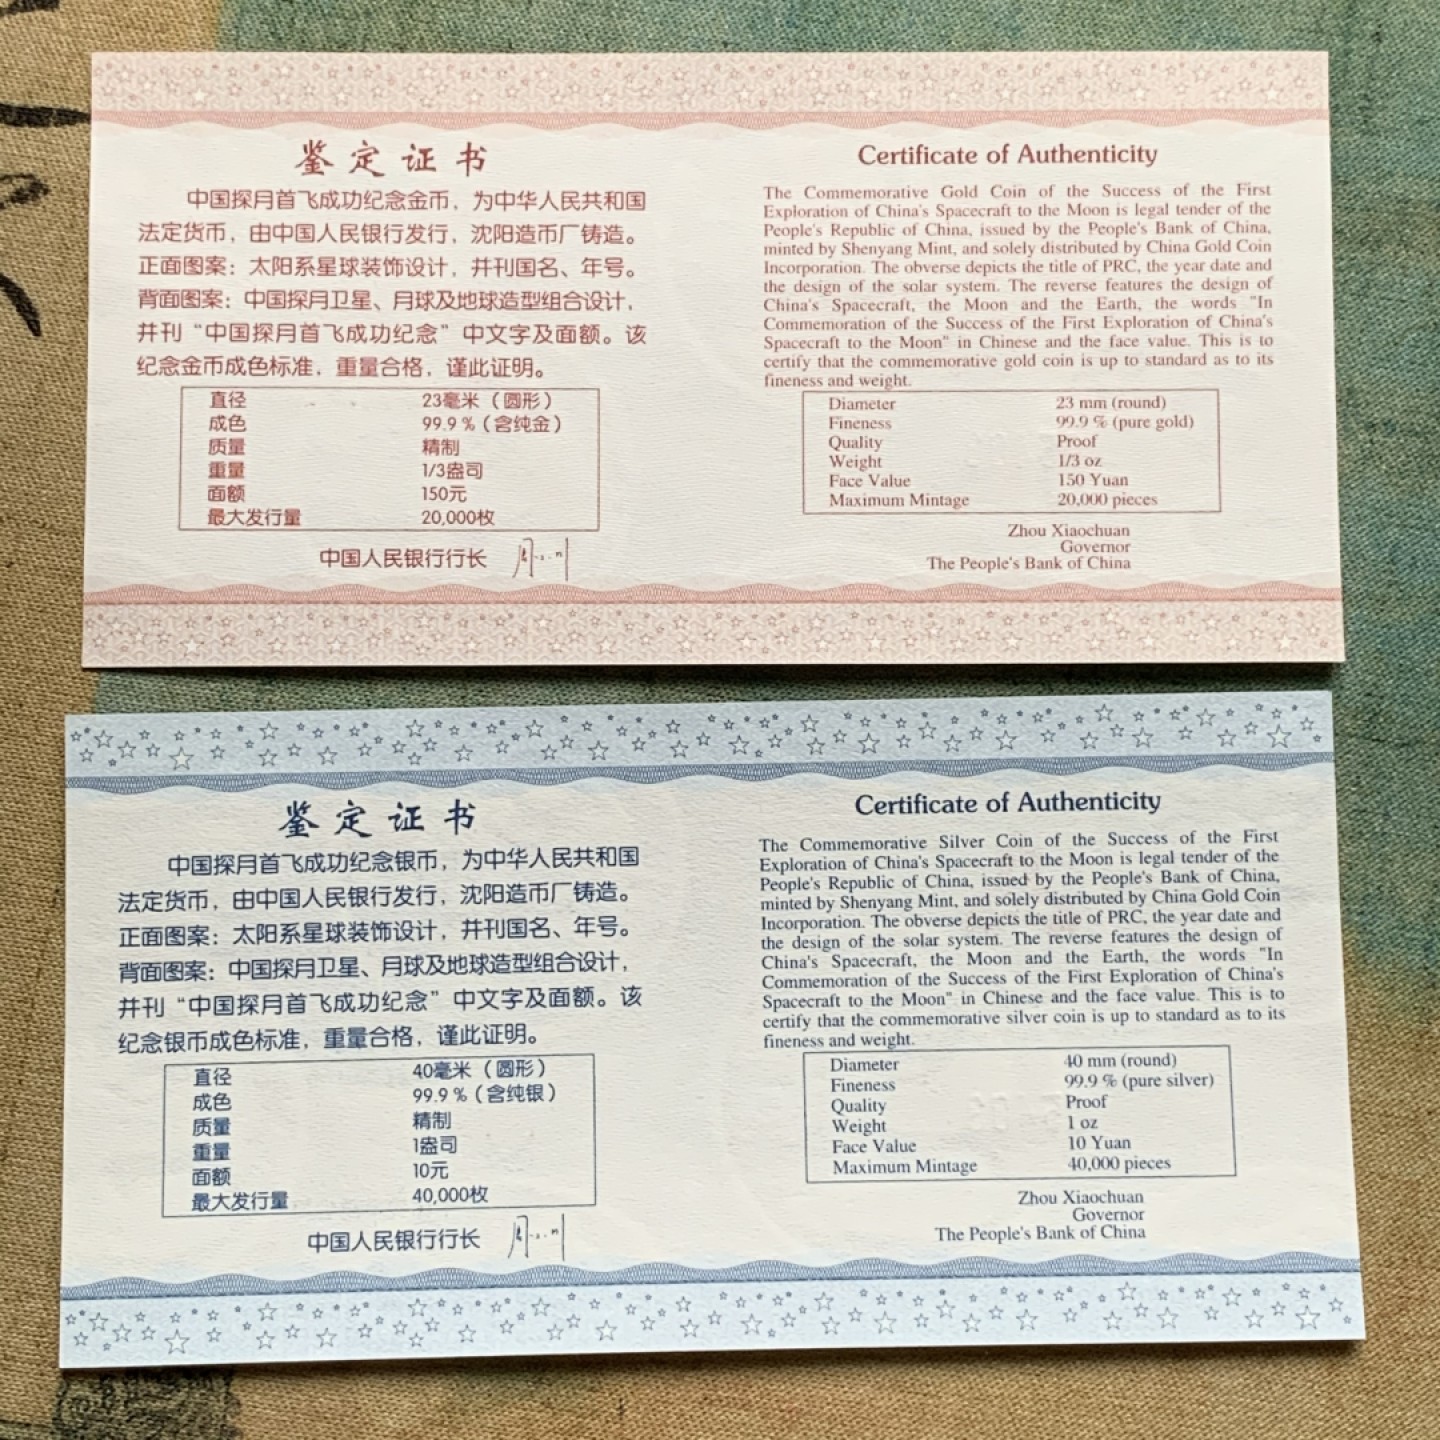 鉴定证书
中国探月首飞成功纪念金币，为中华人民共和国
法定货币，由中国人民银行发行，沈阳造币厂铸造。
正面图案：太阳系星球装饰设计，并刊国名、年号。
背面图案：中国探月卫星、月球及地球造型组合设计，
并刊“中国探月首飞成功纪念”中文字及面额。该
纪念金币成色标准，重量合格，谨此证明。
直径 23毫米（圆形）
成色 99.9%（含纯金）
质量 精制
重量 1/3盎司
面额 150元
最大发行量 20,000枚
中国人民银行行长
Certificate of Authenticity
The Commemorative Gold Coin of the Success of the First
Exploration of China's Spacecraft to the Moon is legal tender of the
People's Republic of China, issued by the People's Bank of China,
minted by Shenyang Mint, and solely distributed by China Gold Coin
Incorporation. The obverse depicts the title of PRC, the year date and
the design of the solar system. The reverse features the design of
China's Spacecraft, the Moon and the Earth, the words "In
Commemoration of the Success of the First Exploration of China's
Spacecraft to the Moon" in Chinese and the face value. This is to
certify that the commemorative gold coin is up to standard as to its
fineness and weight.
Diameter 23 mm (round)
Fineness 99.9 % (pure gold)
Quality Proof
Weight 1/3 oz
Face Value 150 Yuan
Maximum Mintage 20,000 pieces
Zhou Xiaochuan
Governor
The People's Bank of China
鉴定证书
中国探月首飞成功纪念银币，为中华人民共和国
法定货币，由中国人民银行发行，沈阳造币厂铸造。
正面图案：太阳系星球装饰设计，并刊国名、年号。
背面图案：中国探月卫星、月球及地球造型组合设计，
并刊“中国探月首飞成功纪念”中文字及面额。该
纪念银币成色标准，重量合格，谨此证明。
直径 40毫米（圆形）
成色 99.9%（含纯银）
质量 精制
重量 1盎司
面额 10元
最大发行量 40,000枚
中国人民银行行长
Certificate of Authenticity
The Commemorative Silver Coin of the Success of the First
Exploration of China's Spacecraft to the Moon is legal tender of the
People's Republic of China, issued by the People's Bank of China,
minted by Shenyang Mint, and solely distributed by China Gold Coin
Incorporation. The obverse depicts the title of PRC, the year date and
the design of the solar system. The reverse features the design of
China's Spacecraft, the Moon and the Earth, the words "In
Commemoration of the Success of the First Exploration of China's
Spacecraft to the Moon" in Chinese and the face value. This is to
certify that the commemorative silver coin is up to standard as to its
fineness and weight.
Diameter 40 mm (round)
Fineness 99.9 % (pure silver)
Quality Proof
Weight 1 oz
Face Value 10 Yuan
Maximum Mintage 40,000 pieces
Zhou Xiaochuan
Governor
The People's Bank of China